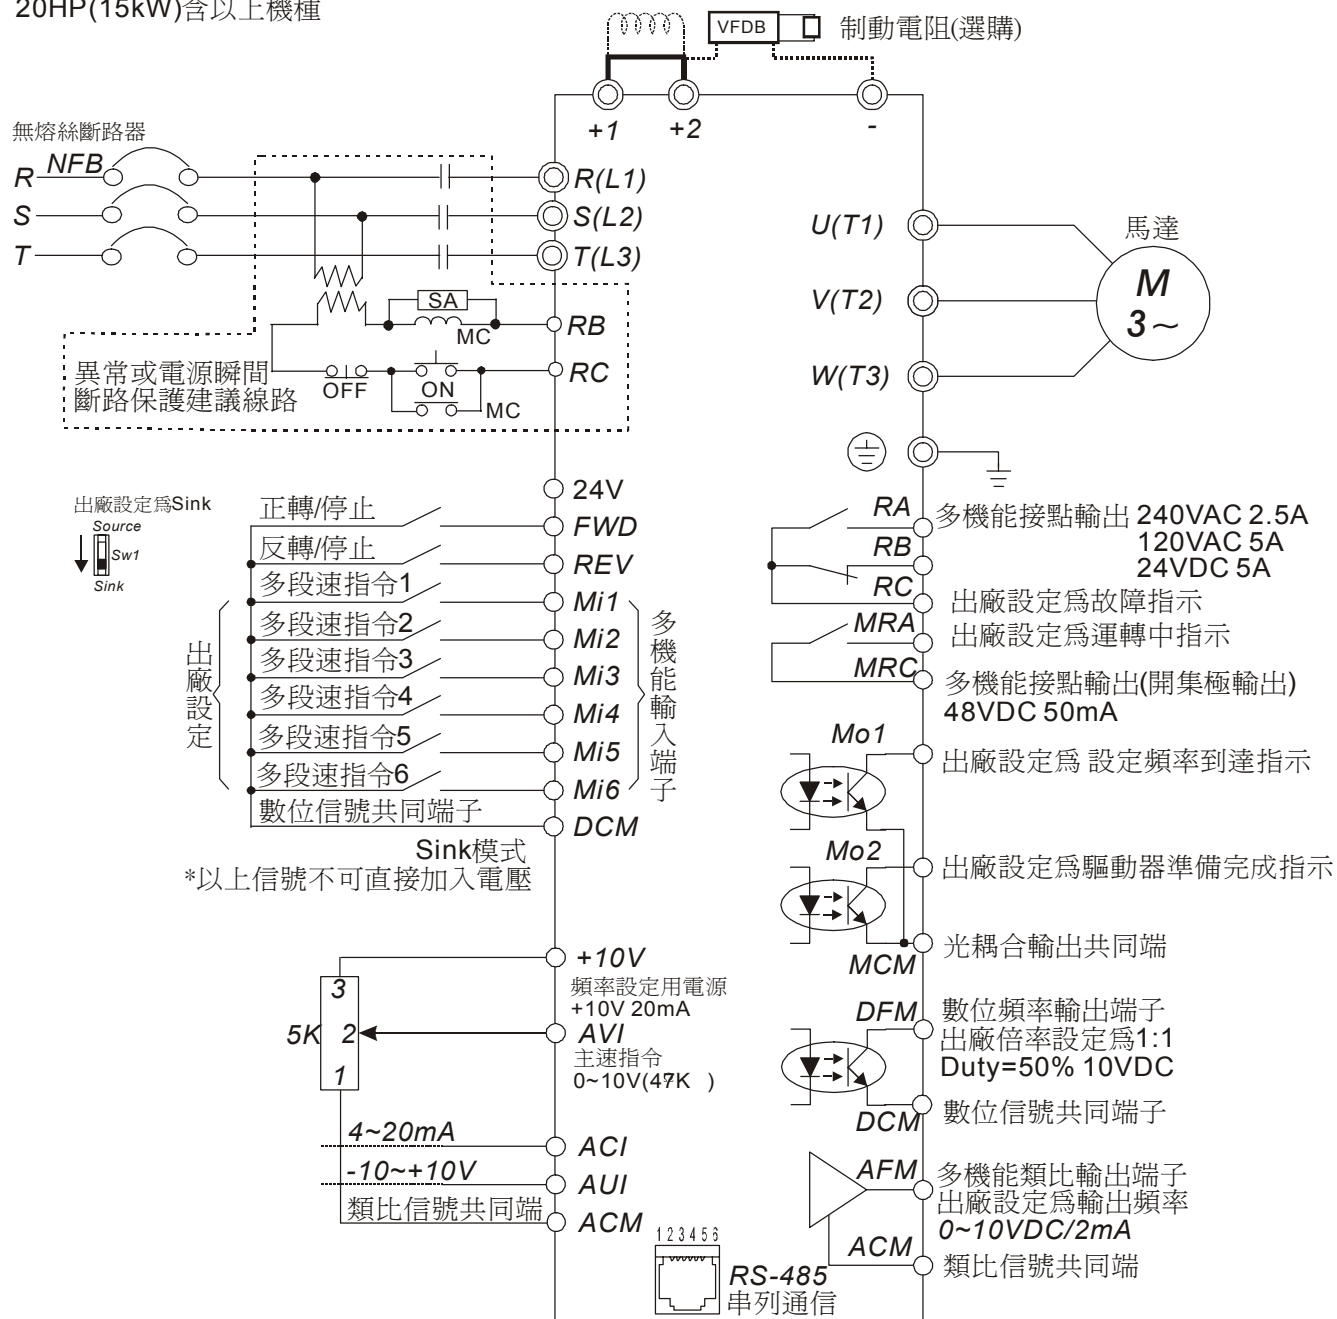 20HP(15kW)含以上機種
VFDB
制動電阻(選購)
+1
+2
-
無熔絲斷路器
NFB
R
S
T
R(L1)
S(L2)
T(L3)
SA
MC
RB
RC
異常或電源瞬間
斷路保護建議線路
OFF
ON
MC
U(T1)
V(T2)
W(T3)
馬達
M
3~
出廠設定為Sink
Source
Sw1
Sink
24V
正轉/停止
FWD
反轉/停止
REV
多段速指令1
Mi1
多段速指令2
Mi2
多段速指令3
Mi3
多段速指令4
Mi4
多段速指令5
Mi5
多段速指令6
Mi6
數位信號共同端子
DCM
出廠設定
多機能輸入端子
Sink模式
*以上信號不可直接加入電壓
RA
多機能接點輸出 240VAC 2.5A
RB
120VAC 5A
24VDC 5A
RC
出廠設定為故障指示
MRA
出廠設定為運轉中指示
MRC
多機能接點輸出(開集極輸出)
48VDC 50mA
Mo1
出廠設定為 設定頻率到達指示
Mo2
出廠設定為驅動器準備完成指示
MCM
光耦合輸出共同端
+10V
頻率設定用電源
+10V 20mA
3
5K
2
1
AVI
主速指令
0~10V(47K )
DFM
數位頻率輸出端子
出廠倍率設定為1:1
Duty=50% 10VDC
DCM
數位信號共同端子
4~20mA
ACI
-10~+10V
AUI
類比信號共同端
ACM
AFM
多機能類比輸出端子
出廠設定為輸出頻率
0~10VDC/2mA
ACM
類比信號共同端
1 2 3 4 5 6
RS-485
串列通信